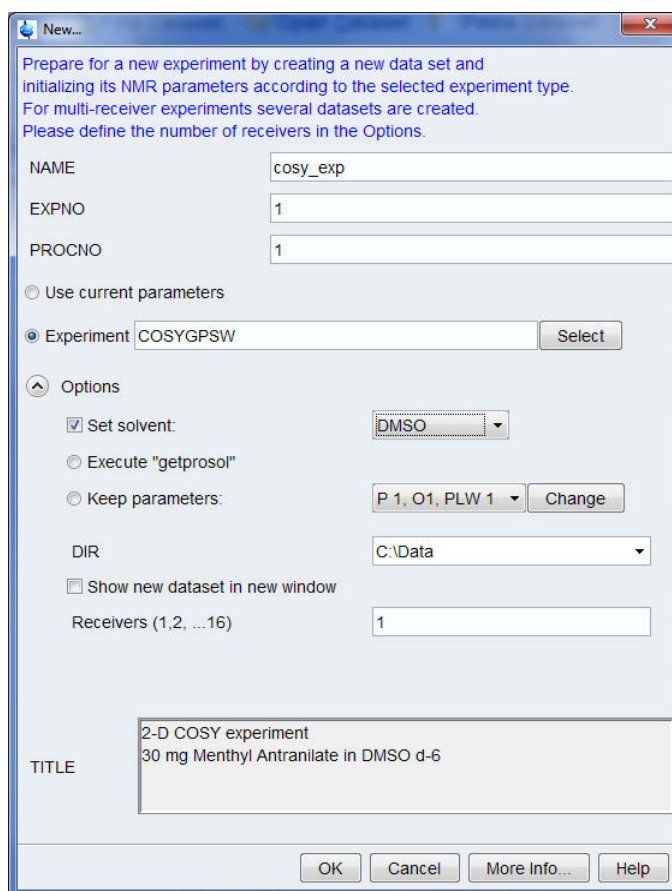 New...
Prepare for a new experiment by creating a new data set and
initializing its NMR parameters according to the selected experiment type.
For multi-receiver experiments several datasets are created.
Please define the number of receivers in the Options.
NAME cosy_exp
EXPNO 1
PROCNO 1
Use current parameters
Experiment COSYGPSW Select
Options
Set solvent: DMSO
Execute "getprosol"
Keep parameters: P 1, O1, PLW 1 Change
DIR C:\Data
Show new dataset in new window
Receivers (1,2, ...16) 1
2-D COSY experiment
30 mg Menthyl Antranilate in DMSO d-6
TITLE
OK Cancel More Info... Help